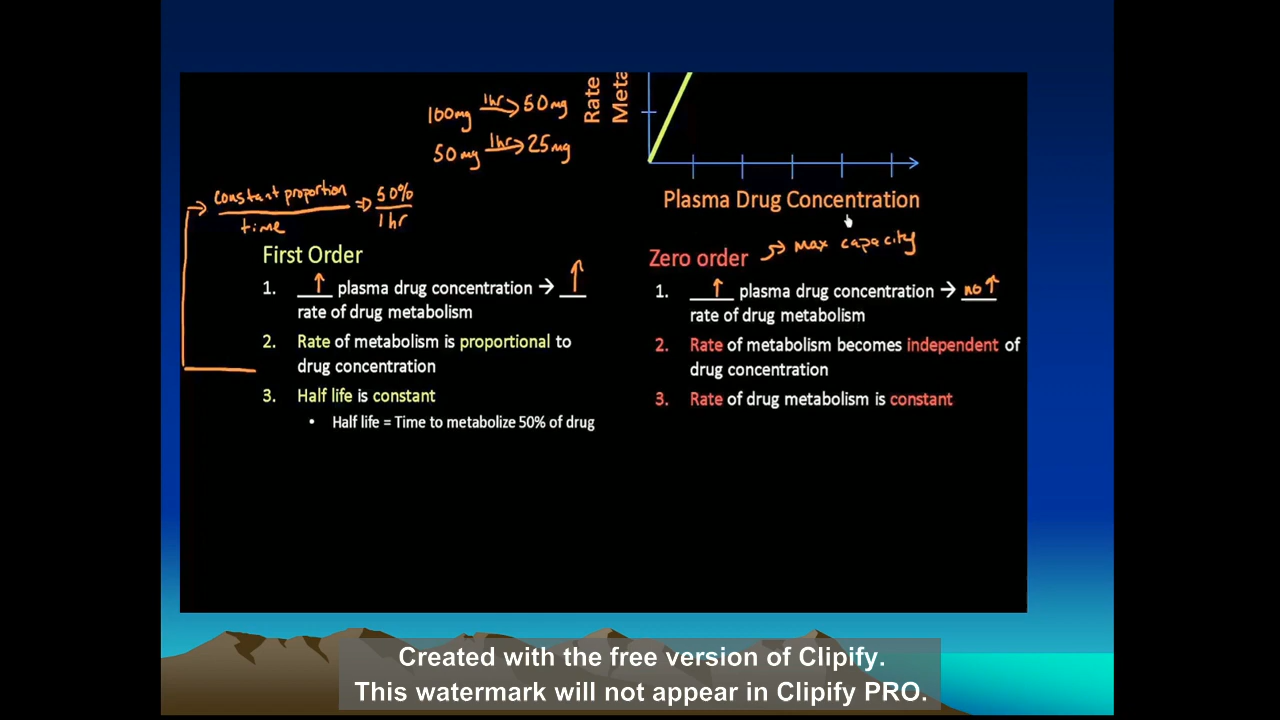 100mg 1hr → 50mg
50mg 1hr → 25mg
Rate
Meta
constant proportion
time
⇒ 50%
1hr
Plasma Drug Concentration
First Order
1. ↑ plasma drug concentration → ↑
rate of drug metabolism
2. Rate of metabolism is proportional to
drug concentration
3. Half life is constant
• Half life = Time to metabolize 50% of drug
Zero order → Max capacity
1. ↑ plasma drug concentration → no ↑
rate of drug metabolism
2. Rate of metabolism becomes independent of
drug concentration
3. Rate of drug metabolism is constant
Created with the free version of Clipify.
This watermark will not appear in Clipify PRO.